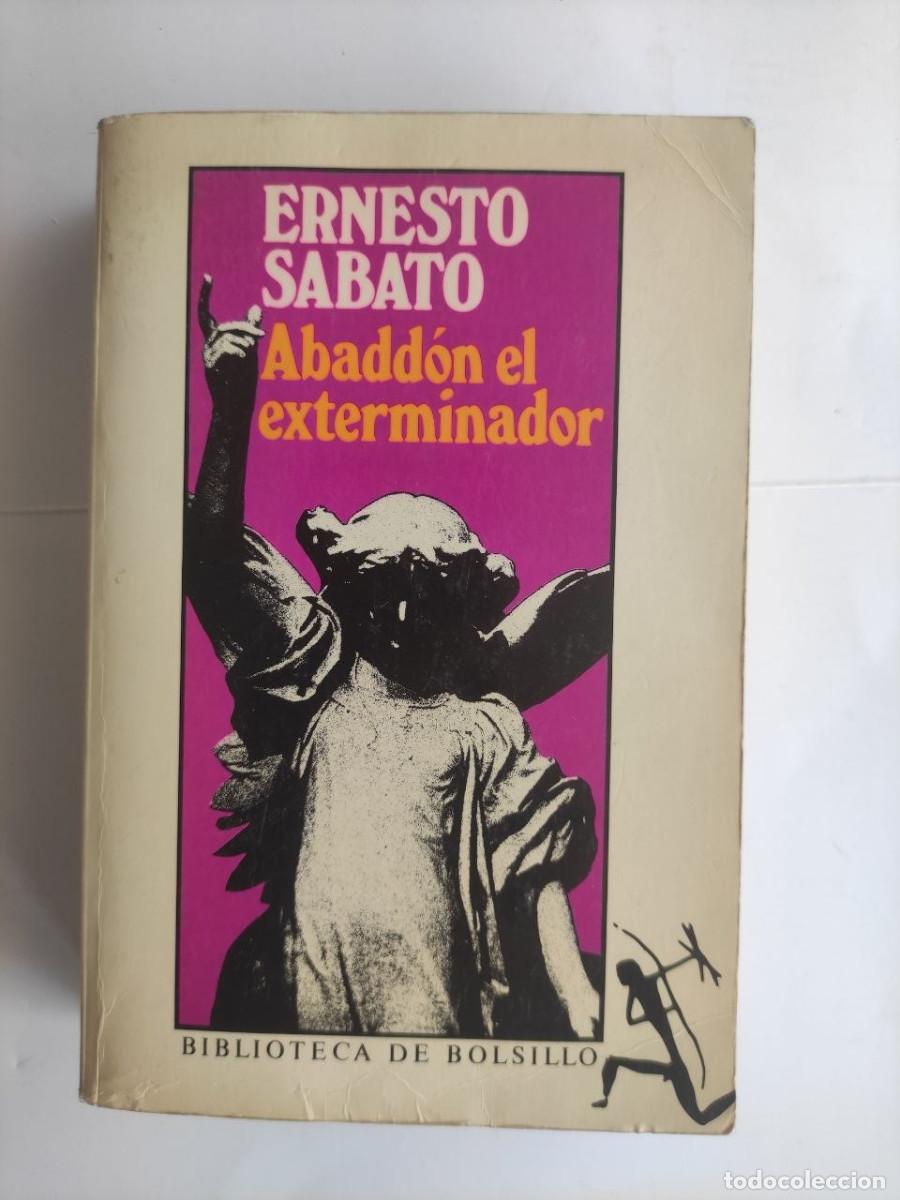 ERNESTO
SABATO
Abaddón el
exterminador
BIBLIOTECA DE BOLSILLO
todocoleccion